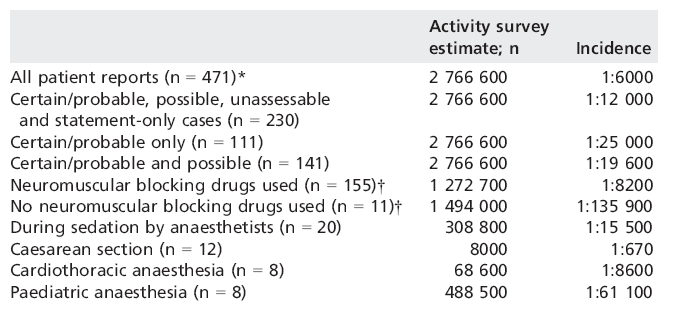 Activity survey
estimate; n Incidence
All patient reports (n = 471)* 2 766 600 1:6000
Certain/probable, possible, unassessable 2 766 600 1:12 000
and statement-only cases (n = 230)
Certain/probable only (n = 111) 2 766 600 1:25 000
Certain/probable and possible (n = 141) 2 766 600 1:19 600
Neuromuscular blocking drugs used (n = 155)† 1 272 700 1:8200
No neuromuscular blocking drugs used (n = 11)† 1 494 000 1:135 900
During sedation by anaesthetists (n = 20) 308 800 1:15 500
Caesarean section (n = 12) 8000 1:670
Cardiothoracic anaesthesia (n = 8) 68 600 1:8600
Paediatric anaesthesia (n = 8) 488 500 1:61 100